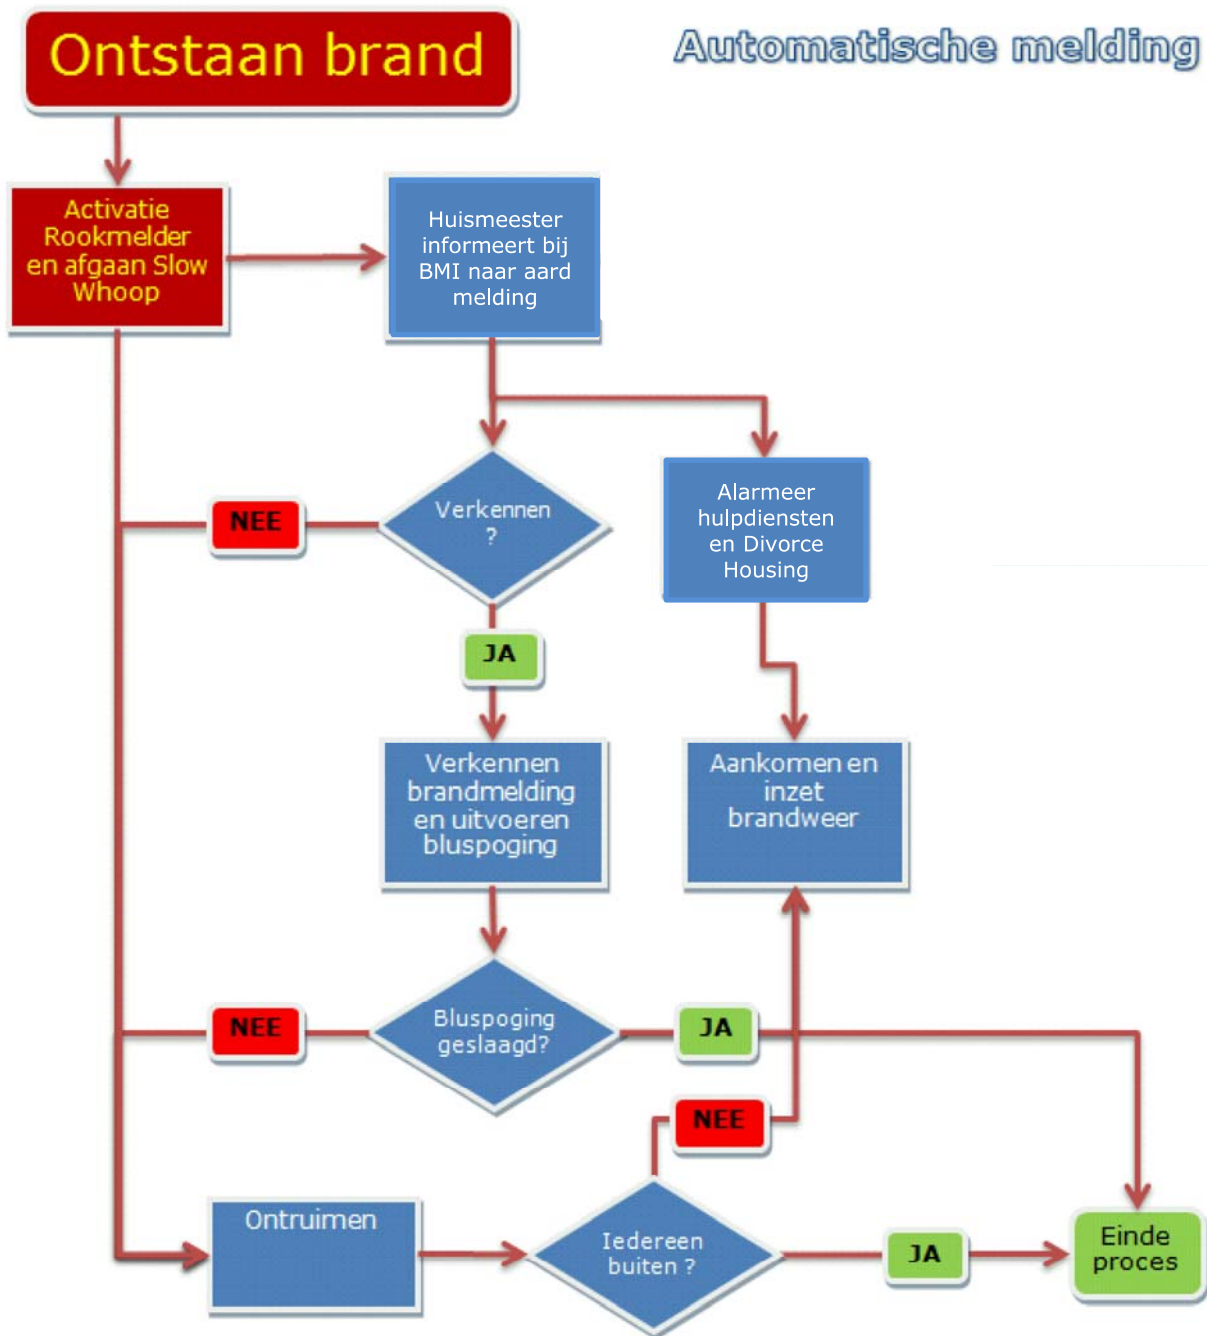 Ontstaan brand
Automatische melding
Activatie
Rookmelder
en afgaan Slow
Whoop
Huismeester
informeert bij
BMI naar aard
melding
Verkennen
?
NEE
Alarmeer
hulpdiensten
en Divorce
Housing
JA
Verkennen
brandmelding
en uitvoeren
bluspoging
Aankomen en
inzet
brandweer
Bluspoging
geslaagd?
NEE
JA
NEE
Ontruimen
Iedereen
buiten ?
JA
Einde
proces